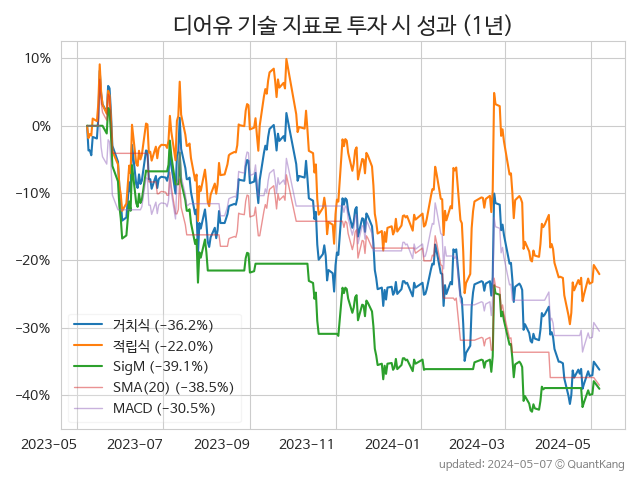 디어유 기술 지표로 투자 시 성과 (1년)
10%
0%
−10%
−20%
−30%
−40%
거치식 (−36.2%)
적립식 (−22.0%)
SigM (−39.1%)
SMA(20) (−38.5%)
MACD (−30.5%)
2023-05 2023-07 2023-09 2023-11 2024-01 2024-03 2024-05
updated: 2024-05-07 © QuantKang